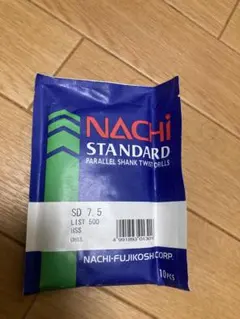 NACHi
STANDARD
PARALLEL SHANK TWIST DRILLS
SD 7.5
LIST 500
HSS
NACHI-FUJIKOSHI CORP.
10PCS